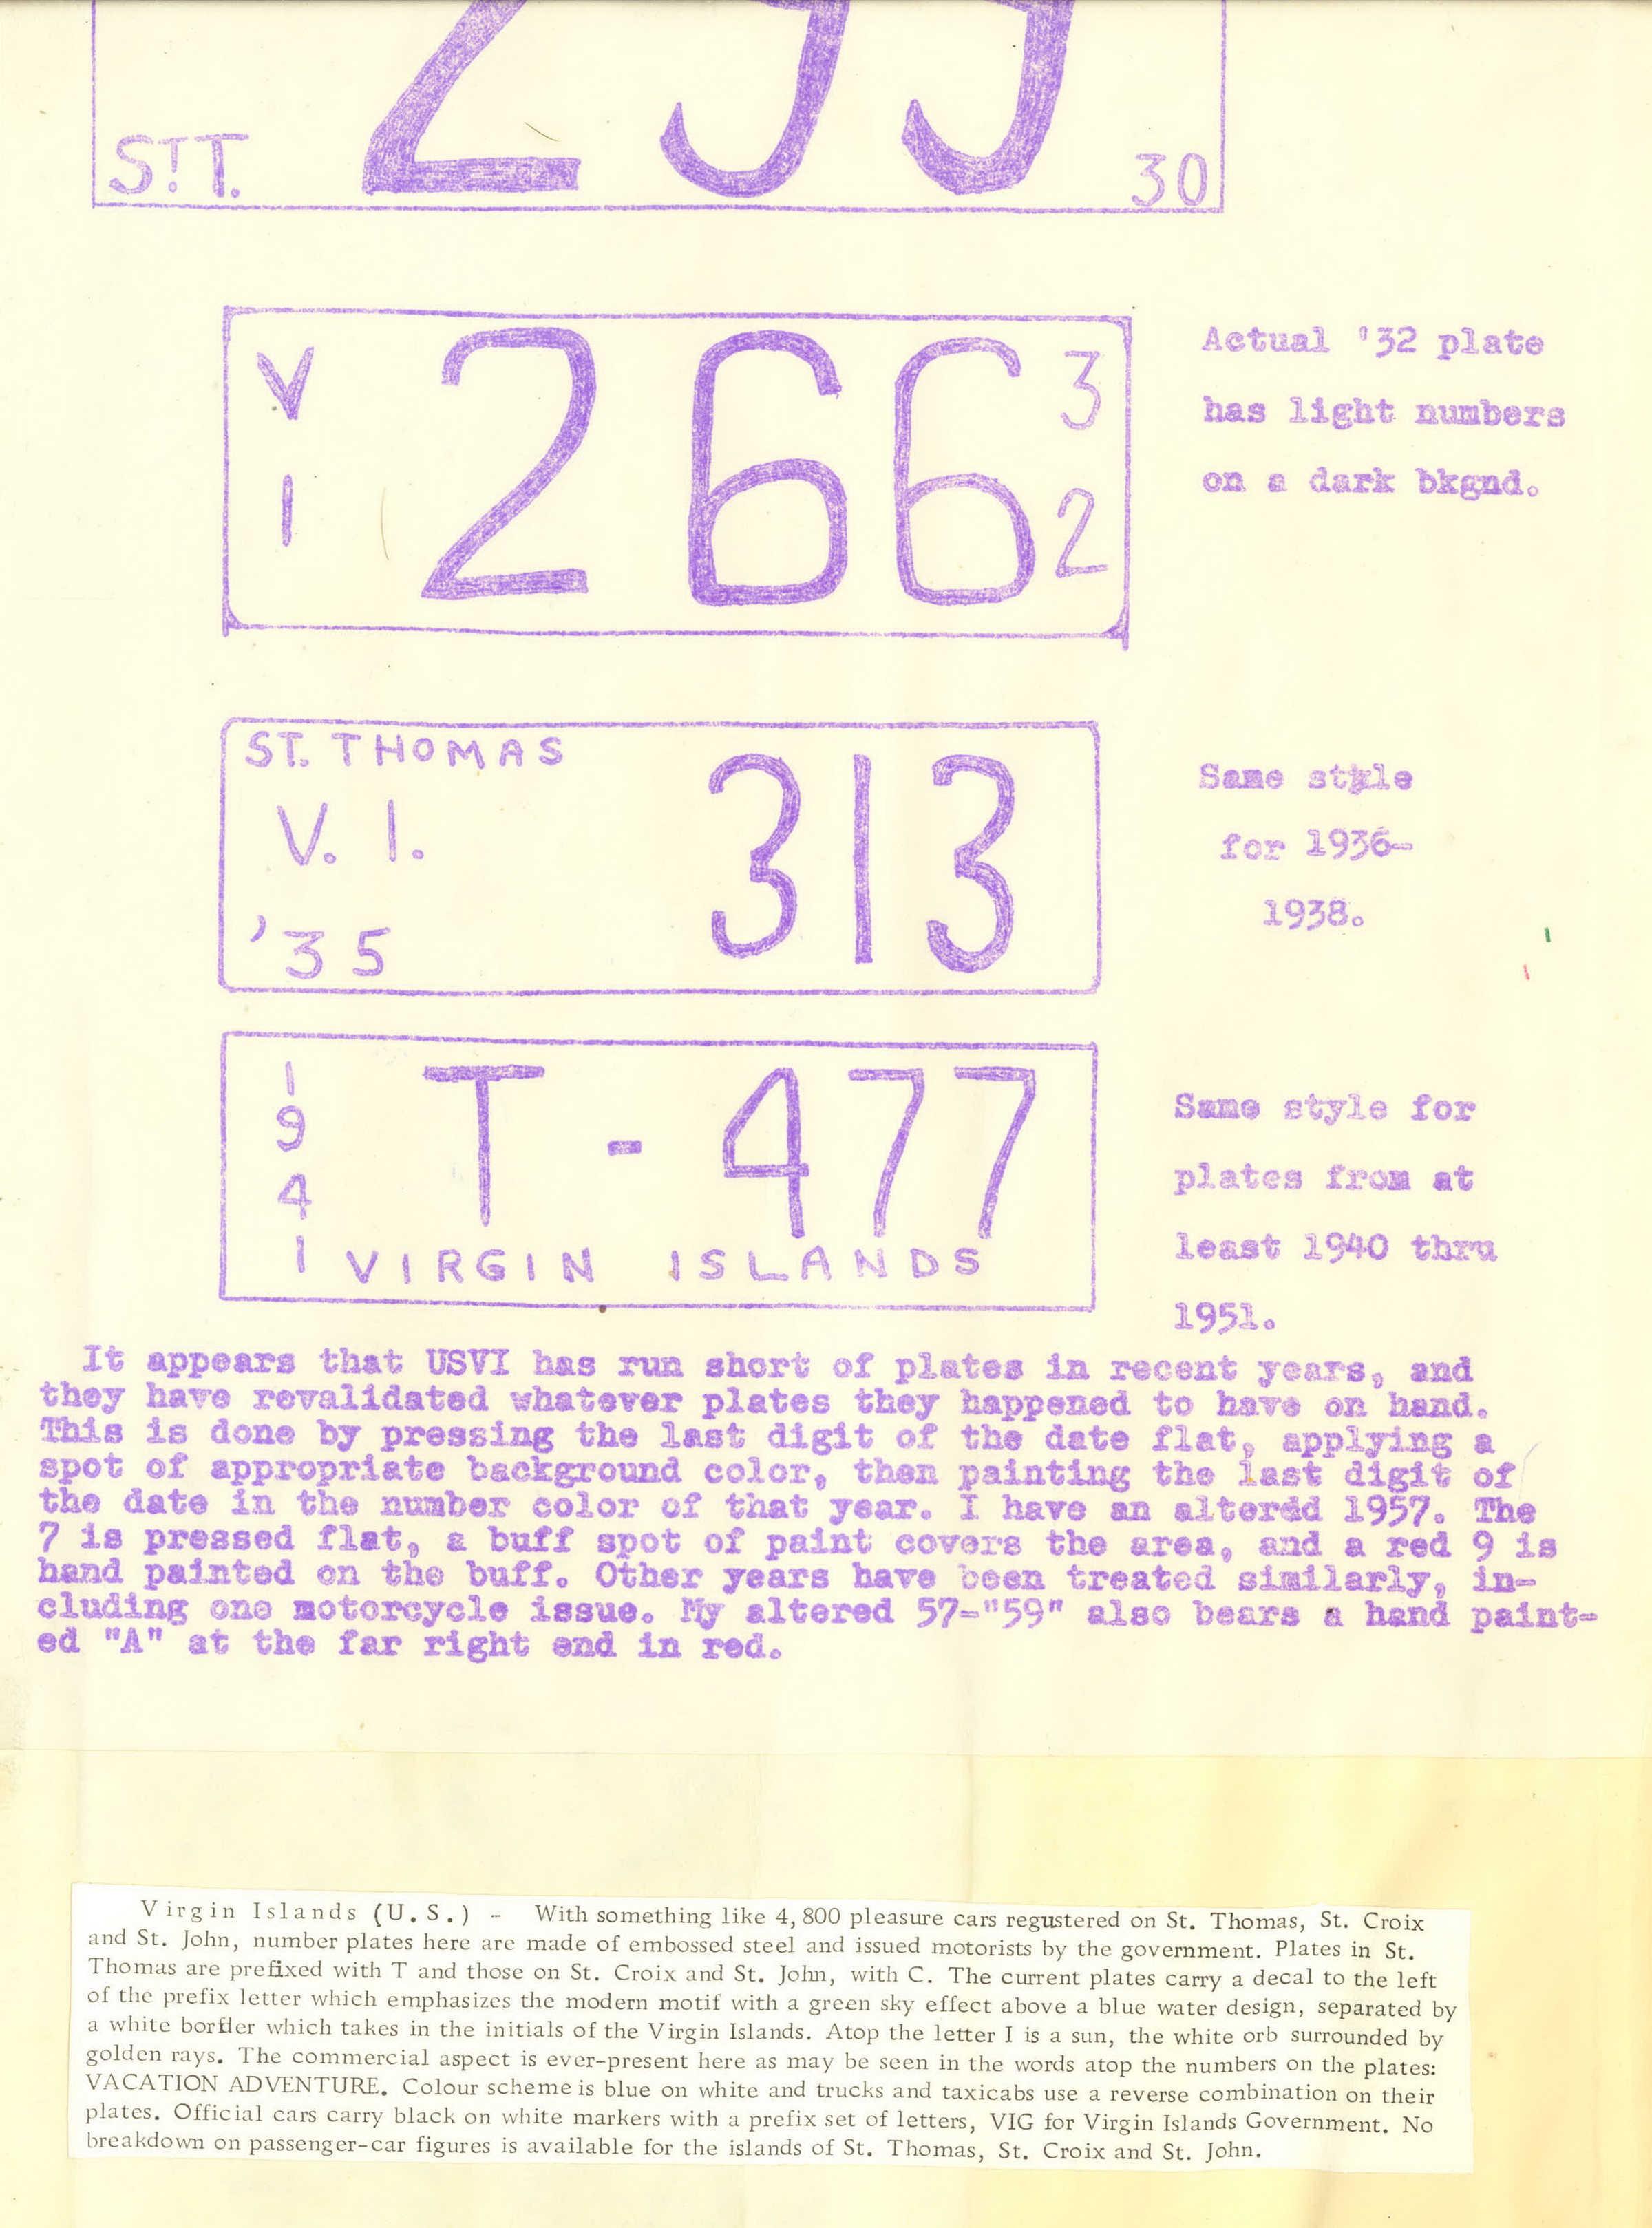 S!T. 30
V 266 3
I 2
Actual '32 plate
has light numbers
on a dark bkgnd.
ST. THOMAS
V. I. 313
'35
Same style
for 1936-
1938.
1
9
4
1
T - 477
VIRGIN ISLANDS
Same style for
plates from at
least 1940 thru
1951.
It appears that USVI has run short of plates in recent years, and
they have revalidated whatever plates they happened to have on hand.
This is done by pressing the last digit of the date flat, applying a
spot of appropriate background color, then painting the last digit of
the date in the number color of that year. I have an altered 1957. The
7 is pressed flat, a buff spot of paint covers the area, and a red 9 is
hand painted on the buff. Other years have been treated similarly, in-
cluding one motorcycle issue. My altered 57-"59" also bears a hand paint-
ed "A" at the far right end in red.
Virgin Islands (U.S.) - With something like 4,800 pleasure cars regustered on St. Thomas, St. Croix
and St. John, number plates here are made of embossed steel and issued motorists by the government. Plates in St.
Thomas are prefixed with T and those on St. Croix and St. John, with C. The current plates carry a decal to the left
of the prefix letter which emphasizes the modern motif with a green sky effect above a blue water design, separated by
a white border which takes in the initials of the Virgin Islands. Atop the letter I is a sun, the white orb surrounded by
golden rays. The commercial aspect is ever-present here as may be seen in the words atop the numbers on the plates:
VACATION ADVENTURE. Colour scheme is blue on white and trucks and taxicabs use a reverse combination on their
plates. Official cars carry black on white markers with a prefix set of letters, VIG for Virgin Islands Government. No
breakdown on passenger-car figures is available for the islands of St. Thomas, St. Croix and St. John.